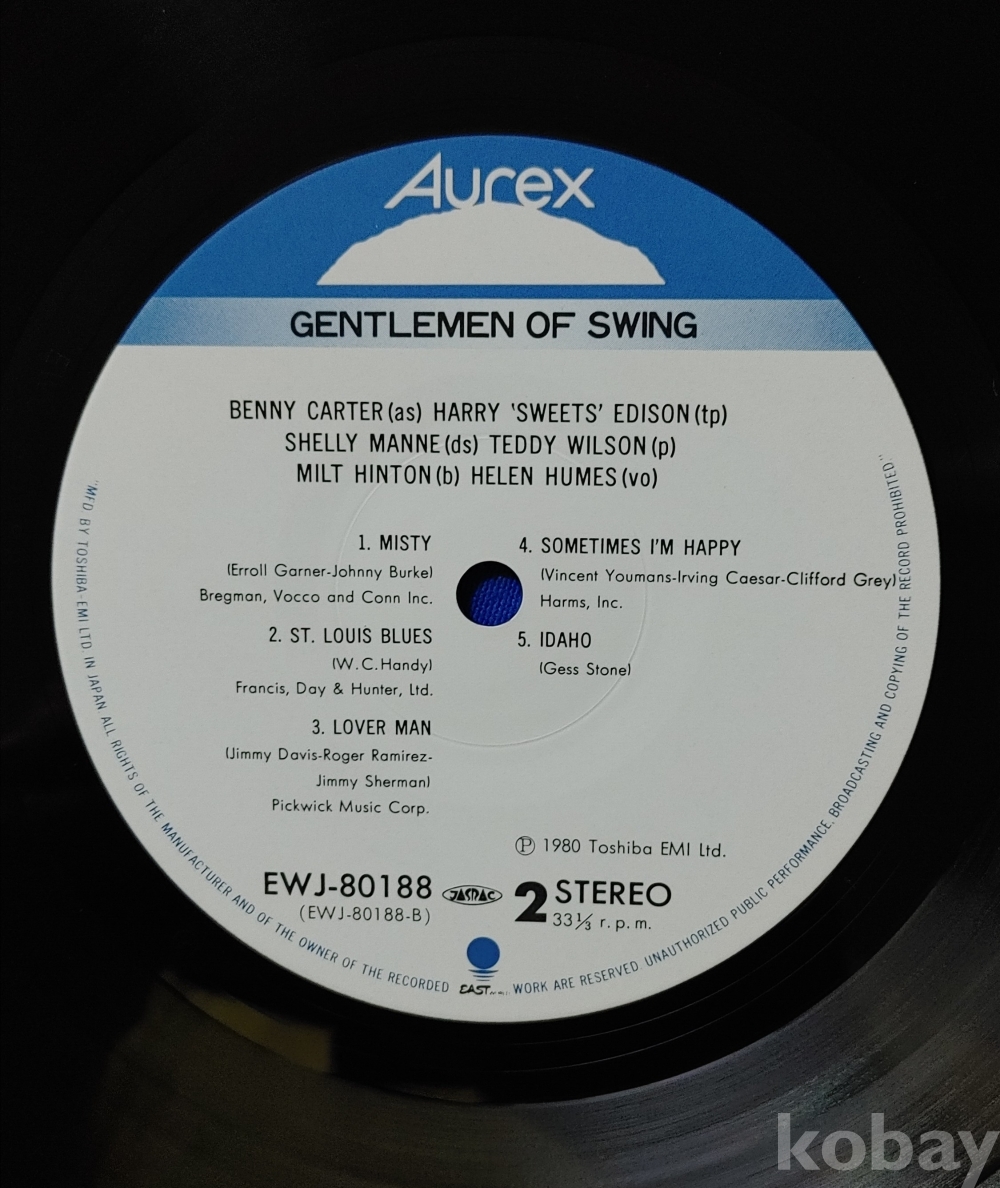 Aurex
GENTLEMEN OF SWING
BENNY CARTER(as) HARRY 'SWEETS' EDISON(tp)
SHELLY MANNE(ds) TEDDY WILSON(p)
MILT HINTON(b) HELEN HUMES(vo)
1. MISTY
(Erroll Garner-Johnny Burke)
Bregman, Vocco and Conn Inc.
2. ST. LOUIS BLUES
(W.C.Handy)
Francis, Day & Hunter, Ltd.
3. LOVER MAN
(Jimmy Davis-Roger Ramirez-
Jimmy Sherman)
Pickwick Music Corp.
4. SOMETIMES I'M HAPPY
(Vincent Youmans-Irving Caesar-Clifford Grey)
Harms, Inc.
5. IDAHO
(Gess Stone)
Ⓟ 1980 Toshiba EMI Ltd.
EWJ-80188
(EWJ-80188-B)
JASRAC
2 STEREO
33⅓ r.p.m.
"MFD BY TOSHIBA-EMI LTD. IN JAPAN ALL RIGHTS OF THE MANUFACTURER AND OF THE OWNER OF THE RECORDED WORK ARE RESERVED. UNAUTHORIZED PUBLIC PERFORMANCE, BROADCASTING AND COPYING OF THE RECORD PROHIBITED."
EAST
kobay